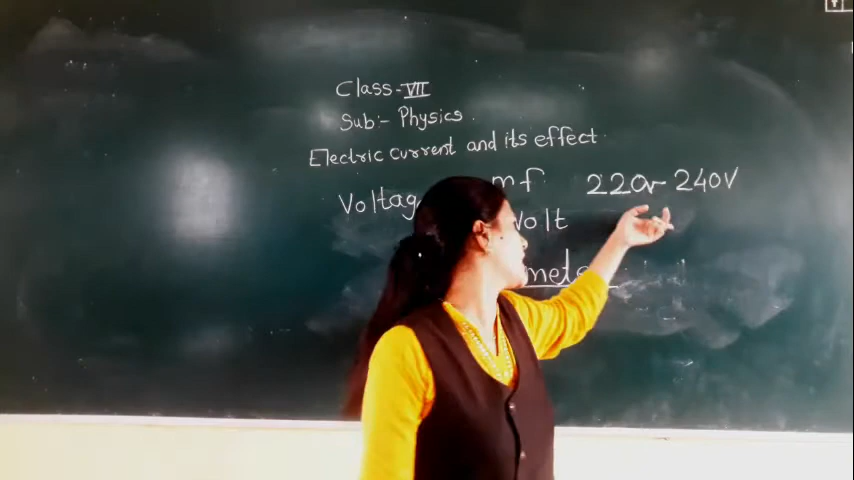 Class-VII
Sub:- Physics.
Electric current and its effect.
mf 220v-240V
volt